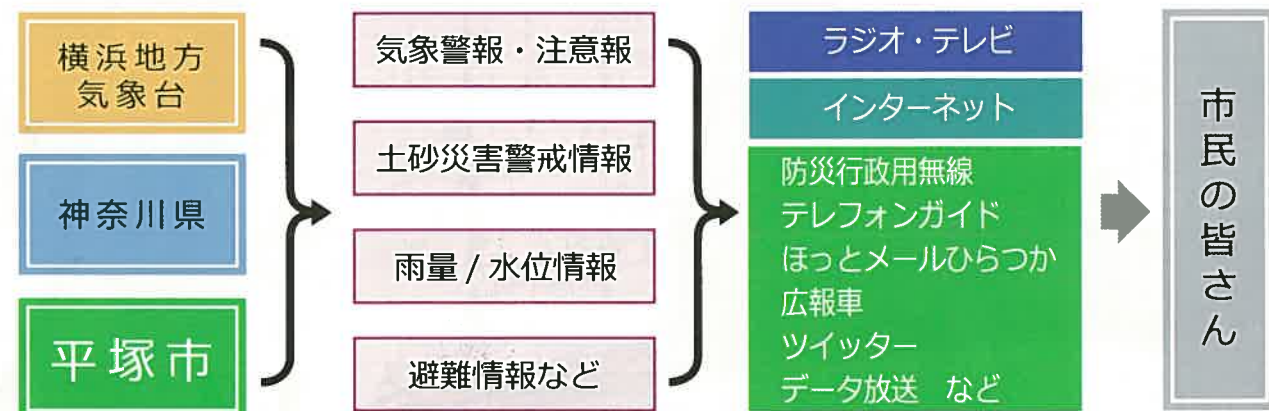 横浜地方
気象台
神奈川県
平塚市
気象警報・注意報
土砂災害警戒情報
雨量/水位情報
避難情報など
ラジオ・テレビ
インターネット
防災行政用無線
テレフォンガイド
ほっとメールひらつか
広報車
ツイッター
データ放送 など
市民の皆さん